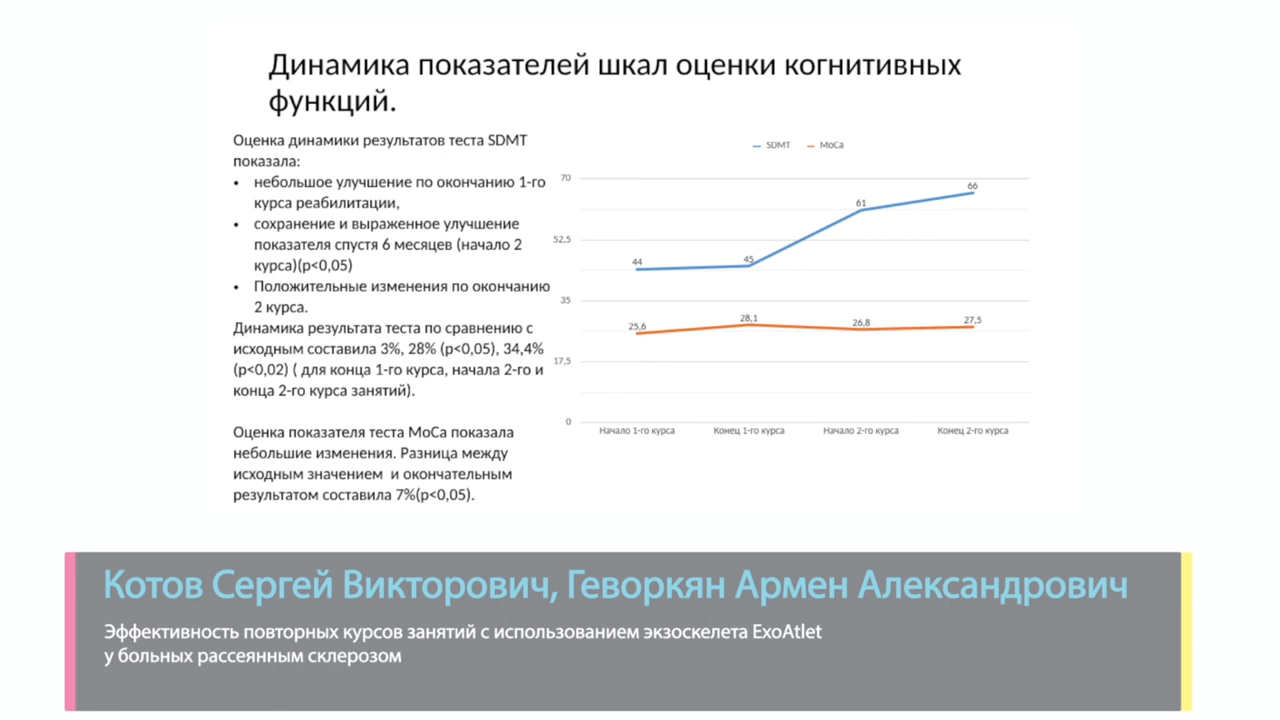 Динамика показателей шкал оценки когнитивных
функций.
Оценка динамики результатов теста SDMT
показала:
• небольшое улучшение по окончанию 1-го
курса реабилитации,
• сохранение и выраженное улучшение
показателя спустя 6 месяцев (начало 2
курса)(p<0,05)
• Положительные изменения по окончанию
2 курса.
Динамика результата теста по сравнению с
исходным составила 3%, 28% (p<0,05), 34,4%
(p<0,02) ( для конца 1-го курса, начала 2-го и
конца 2-го курса занятий).
Оценка показателя теста MoCa показала
небольшие изменения. Разница между
исходным значением  и окончательным
результатом составила 7%(p<0,05).
SDMT MoCa
70
52,5
35
17,5
0
44 45 61 66
25,6 28,1 26,8 27,5
Начало 1-го курса Конец 1-го курса Начало 2-го курса Конец 2-го курса
Котов Сергей Викторович, Геворкян Армен Александрович
Эффективность повторных курсов занятий с использованием экзоскелета ExoAtlet
у больных рассеянным склерозом